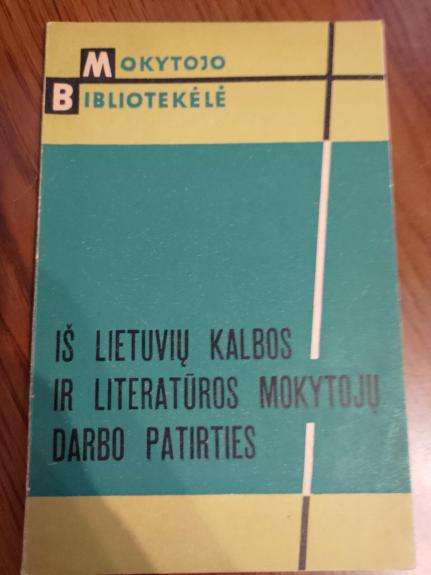 MOKYTOJO
BIBLIOTEKĖLĖ
IŠ LIETUVIŲ KALBOS
IR LITERATŪROS MOKYTOJŲ
DARBO PATIRTIES